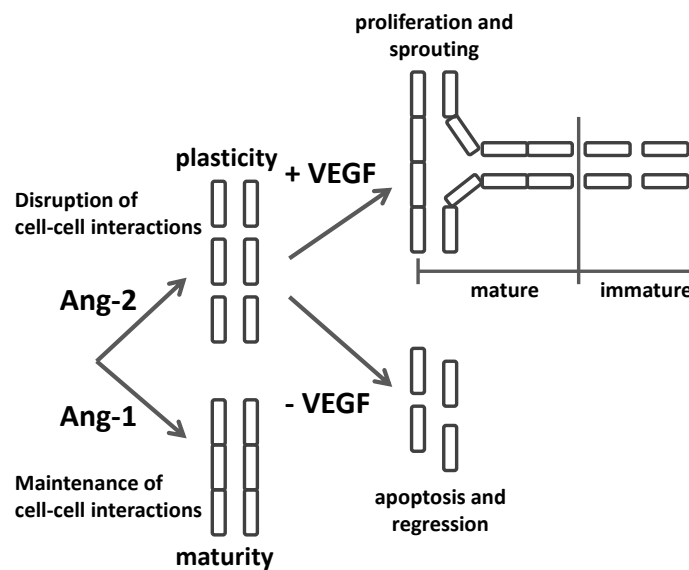 proliferation and
sprouting
plasticity
+ VEGF
Disruption of
cell-cell interactions
mature
immature
Ang-2
Ang-1
- VEGF
Maintenance of
cell-cell interactions
apoptosis and
regression
maturity